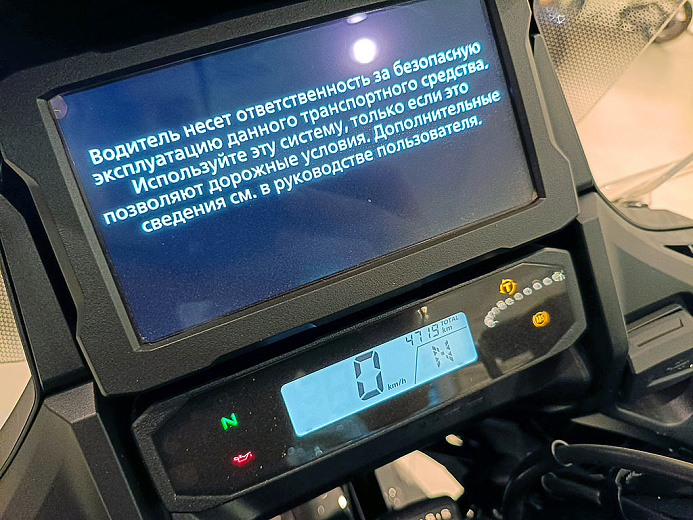 Водитель несет ответственность за безопасную
эксплуатацию данного транспортного средства.
Используйте эту систему, только если это
позволяют дорожные условия. Дополнительные
сведения см. в руководстве пользователя.
4719 TOTAL km
0 km/h N
N
T